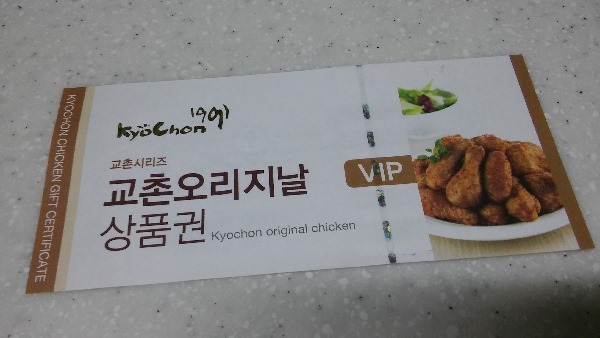 KYOCHON CHICKEN GIFT CERTIFICATE
KyoChon 1991
교촌시리즈
교촌오리지날
상품권
Kyochon original chicken
VIP